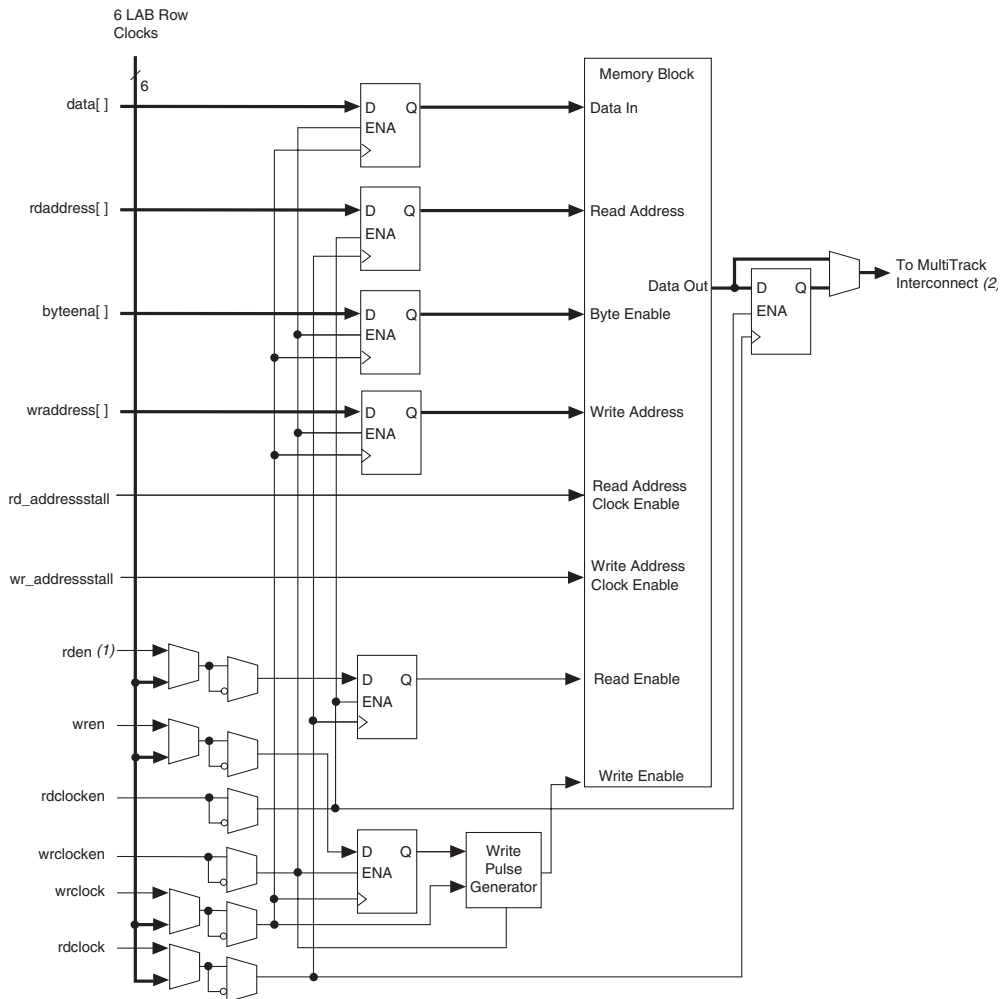 6 LAB Row
Clocks
6
Memory Block
data[ ]
D Q
ENA
Data In
rdaddress[ ]
D Q
ENA
Read Address
To MultiTrack
Interconnect (2)
Data Out
D Q
ENA
byteena[ ]
D Q
ENA
Byte Enable
wraddress[ ]
D Q
ENA
Write Address
rd_addressstall
Read Address
Clock Enable
wr_addressstall
Write Address
Clock Enable
rden (1)
D Q
ENA
Read Enable
wren
Write Enable
rdclocken
wrclocken
D Q
ENA
Write
Pulse
Generator
wrclock
rdclock